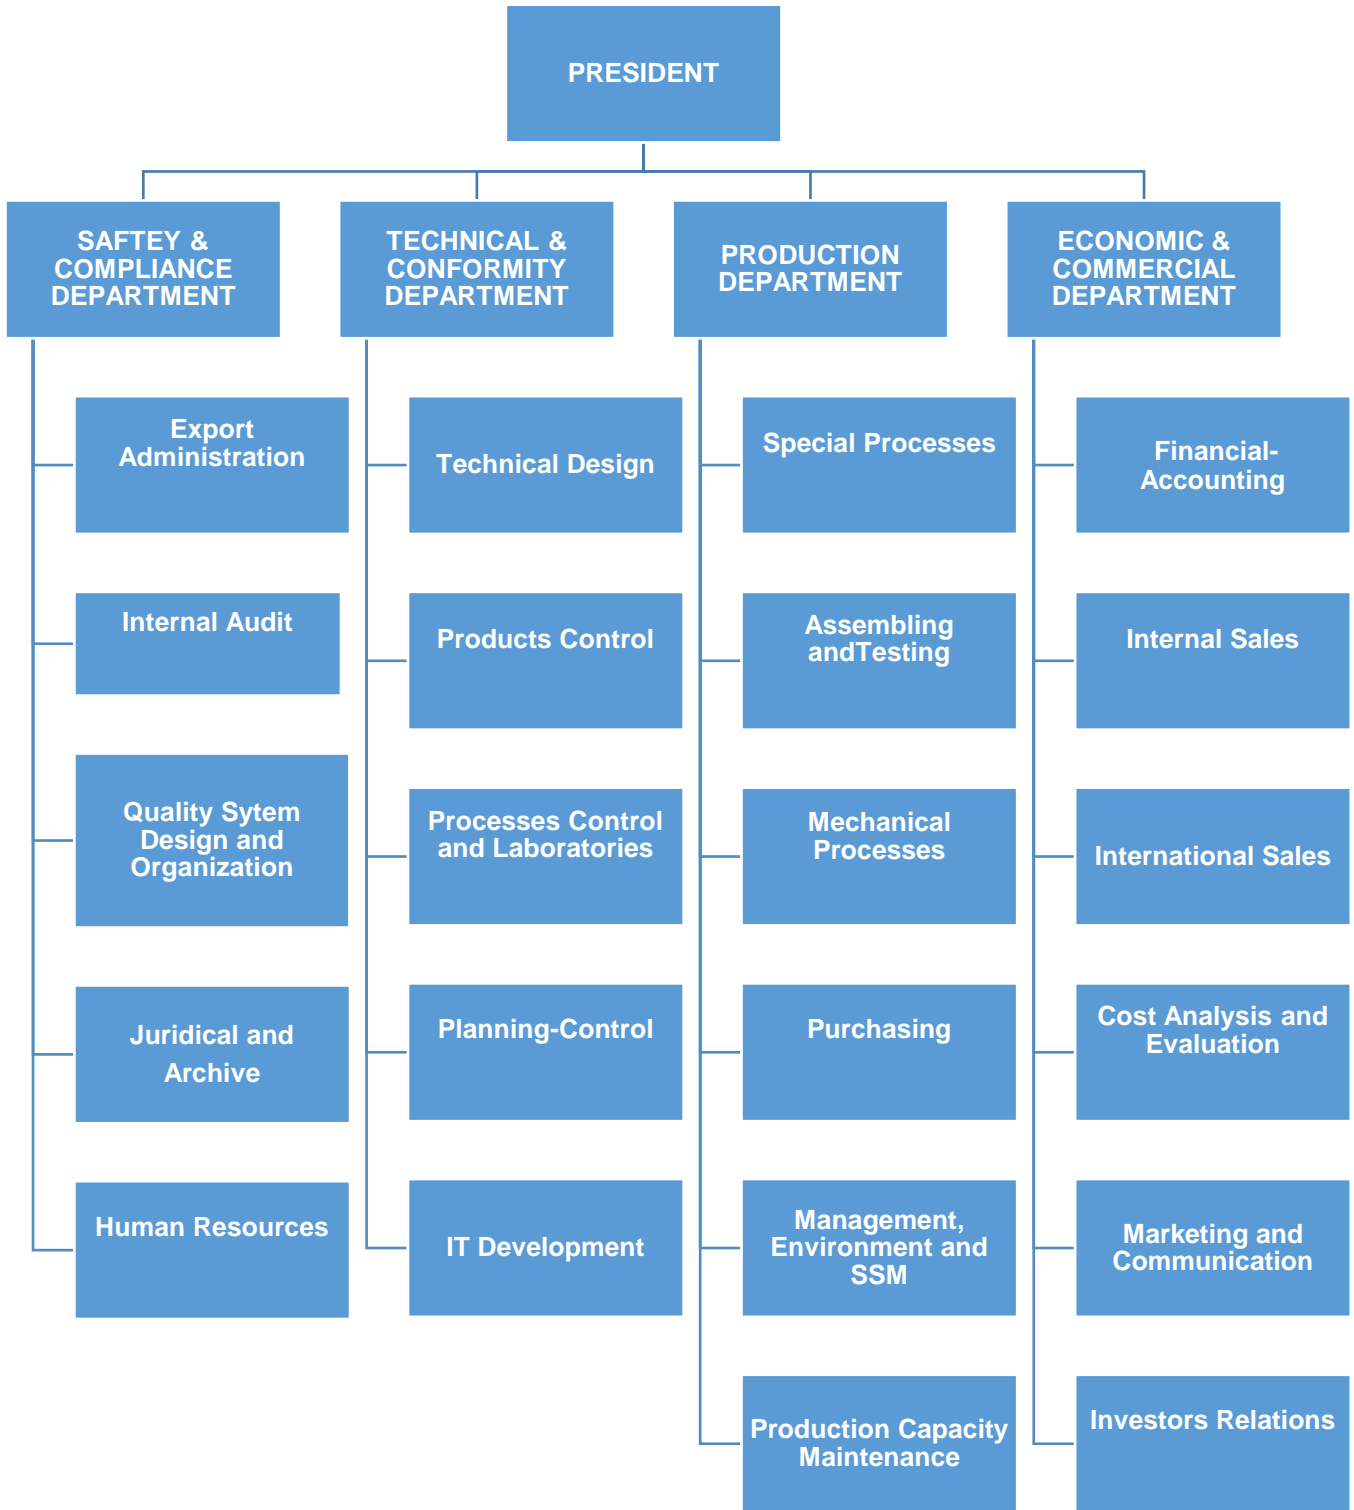 PRESIDENT
SAFTEY &
COMPLIANCE
DEPARTMENT
TECHNICAL &
CONFORMITY
DEPARTMENT
PRODUCTION
DEPARTMENT
ECONOMIC &
COMMERCIAL
DEPARTMENT
Export
Administration
Internal Audit
Quality Sytem
Design and
Organization
Juridical and
Archive
Human Resources
Technical Design
Products Control
Processes Control
and Laboratories
Planning-Control
IT Development
Special Processes
Assembling
andTesting
Mechanical
Processes
Purchasing
Management,
Environment and
SSM
Production Capacity
Maintenance
Financial-
Accounting
Internal Sales
International Sales
Cost Analysis and
Evaluation
Marketing and
Communication
Investors Relations